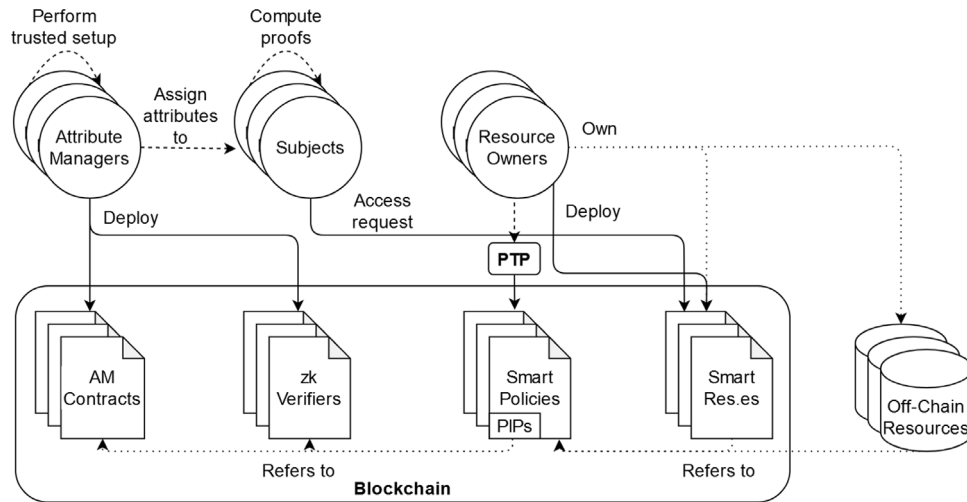 Perform
trusted setup
Compute
proofs
Assign
attributes
to
Attribute
Managers
Subjects
Resource
Owners
Own
Deploy
Access
request
Deploy
PTP
AM
Contracts
zk
Verifiers
Smart
Policies
PIPs
Smart
Res.es
Off-Chain
Resources
Refers to
Refers to
Blockchain